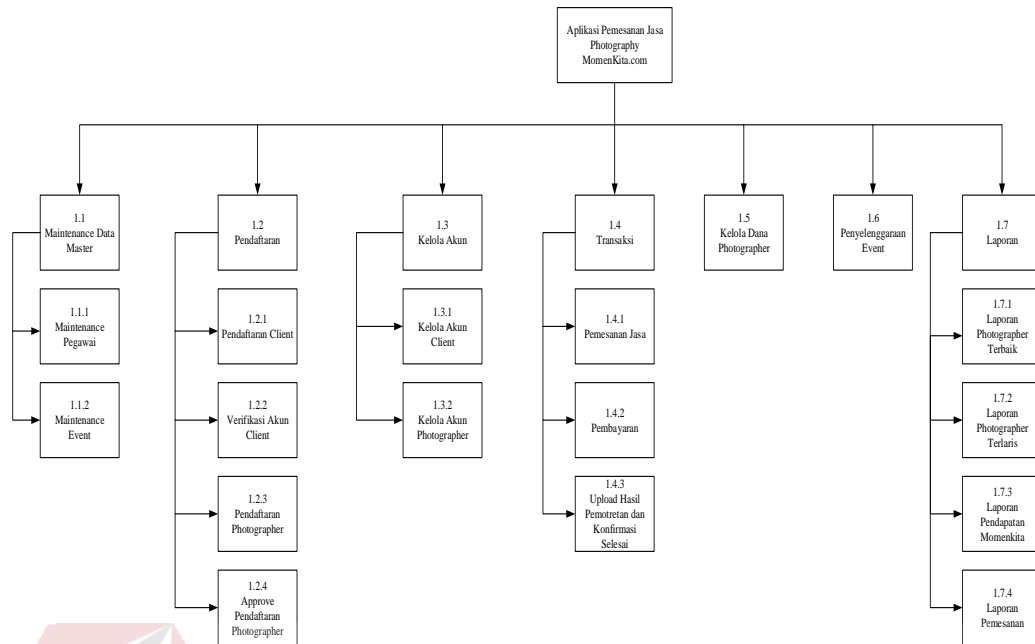 Aplikasi Pemesanan Jasa
Photography
MomenKita.com
1.1
Maintenance Data
Master
1.2
Pendaftaran
1.3
Kelola Akun
1.4
Transaksi
1.5
Kelola Dana
Photographer
1.6
Penyelenggaraan
Event
1.7
Laporan
1.1.1
Maintenance
Pegawai
1.1.2
Maintenance
Event
1.2.1
Pendaftaran Client
1.2.2
Verifikasi Akun
Client
1.2.3
Pendaftaran
Photographer
1.2.4
Approve
Pendaftaran
Photographer
1.3.1
Kelola Akun
Client
1.3.2
Kelola Akun
Photographer
1.4.1
Pemesanan Jasa
1.4.2
Pembayaran
1.4.3
Upload Hasil
Pemotretan dan
Konfirmasi
Selesai
1.7.1
Laporan
Photographer
Terbaik
1.7.2
Laporan
Photographer
Terlaris
1.7.3
Laporan
Pendapatan
Momenkita
1.7.4
Laporan
Pemesanan